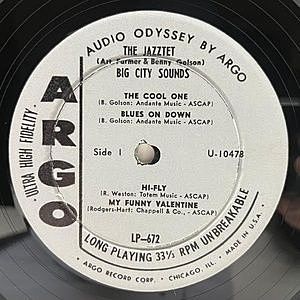 AUDIO ODYSSEY BY ARGO
THE JAZZTET
(Art Farmer & Benny Golson)
BIG CITY SOUNDS
ARGO
ULTRA HIGH FIDELITY
THE COOL ONE
(B. Golson: Andante Music - ASCAP)
BLUES ON DOWN
(B. Golson: Andante Music - ASCAP)
Side 1
U-10478
HI-FLY
(R. Weston: Totem Music - ASCAP)
MY FUNNY VALENTINE
(Rodgers-Hart: Chappell & Co., - ASCAP)
LP-672
LONG PLAYING 33⅓ RPM UNBREAKABLE
• ARGO RECORD CORP. • CHICAGO, ILL. • MADE IN U.S.A.